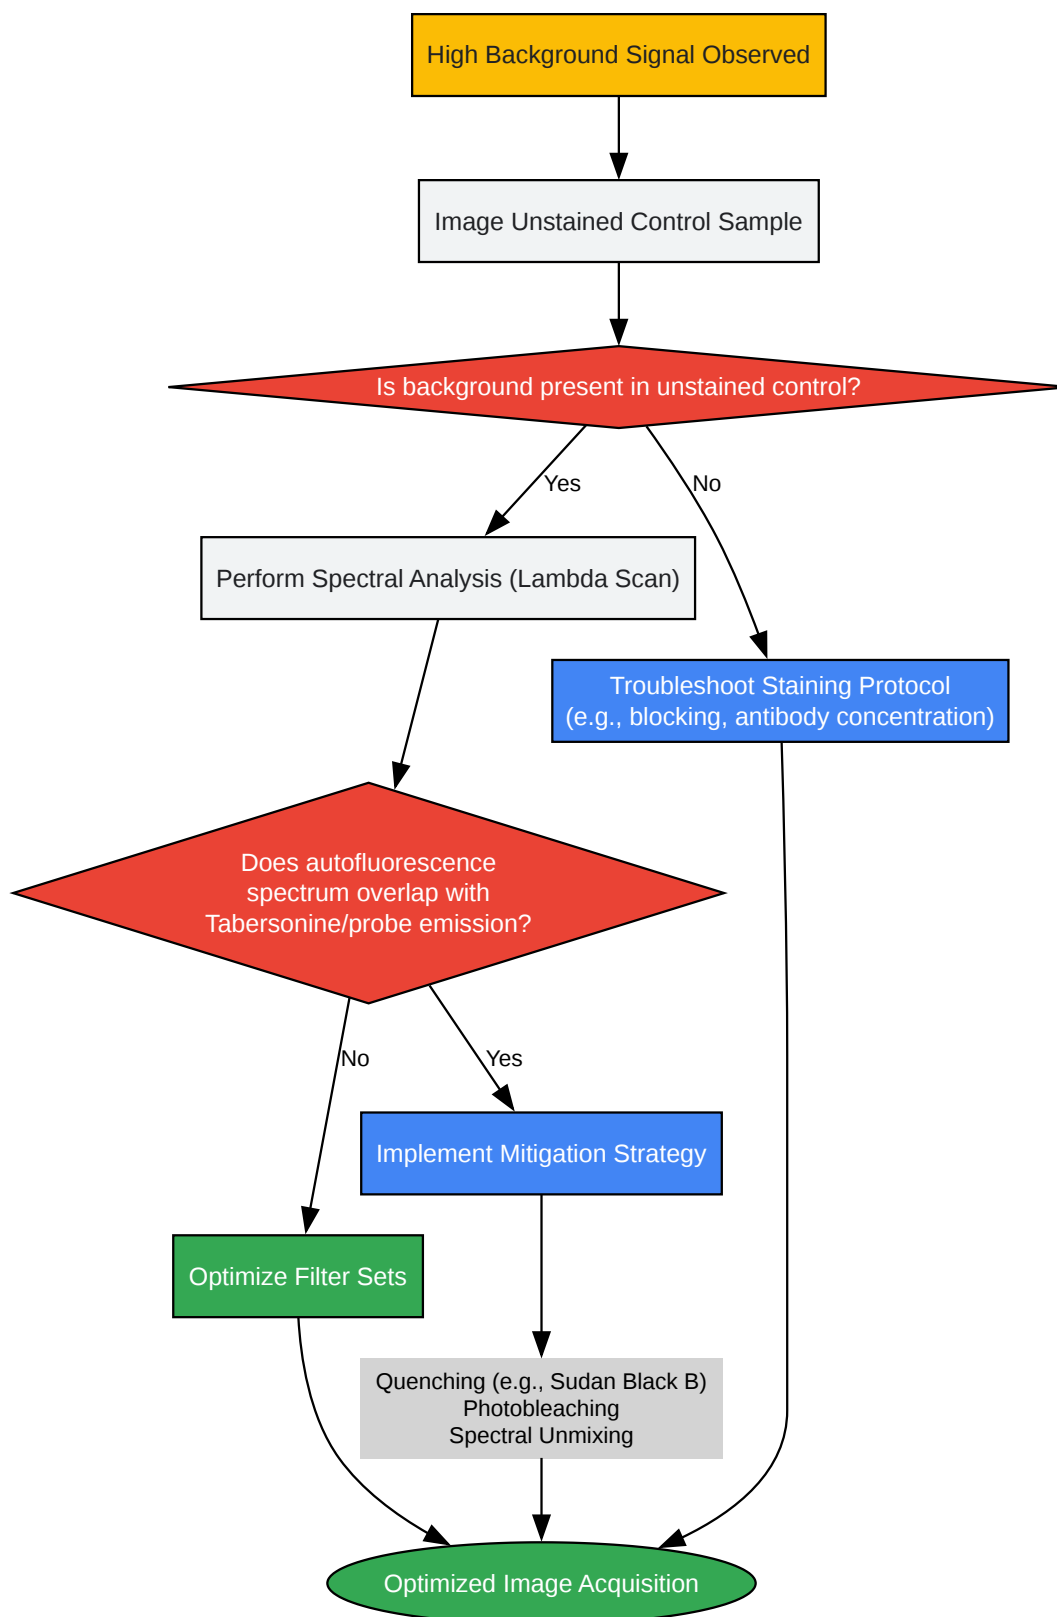 High Background Signal Observed
Image Unstained Control Sample
Is background present in unstained control?
Yes
No
Perform Spectral Analysis (Lambda Scan)
Troubleshoot Staining Protocol
(e.g., blocking, antibody concentration)
Does autofluorescence
spectrum overlap with
Tabersonine/probe emission?
No
Yes
Implement Mitigation Strategy
Optimize Filter Sets
Quenching (e.g., Sudan Black B)
Photobleaching
Spectral Unmixing
Optimized Image Acquisition